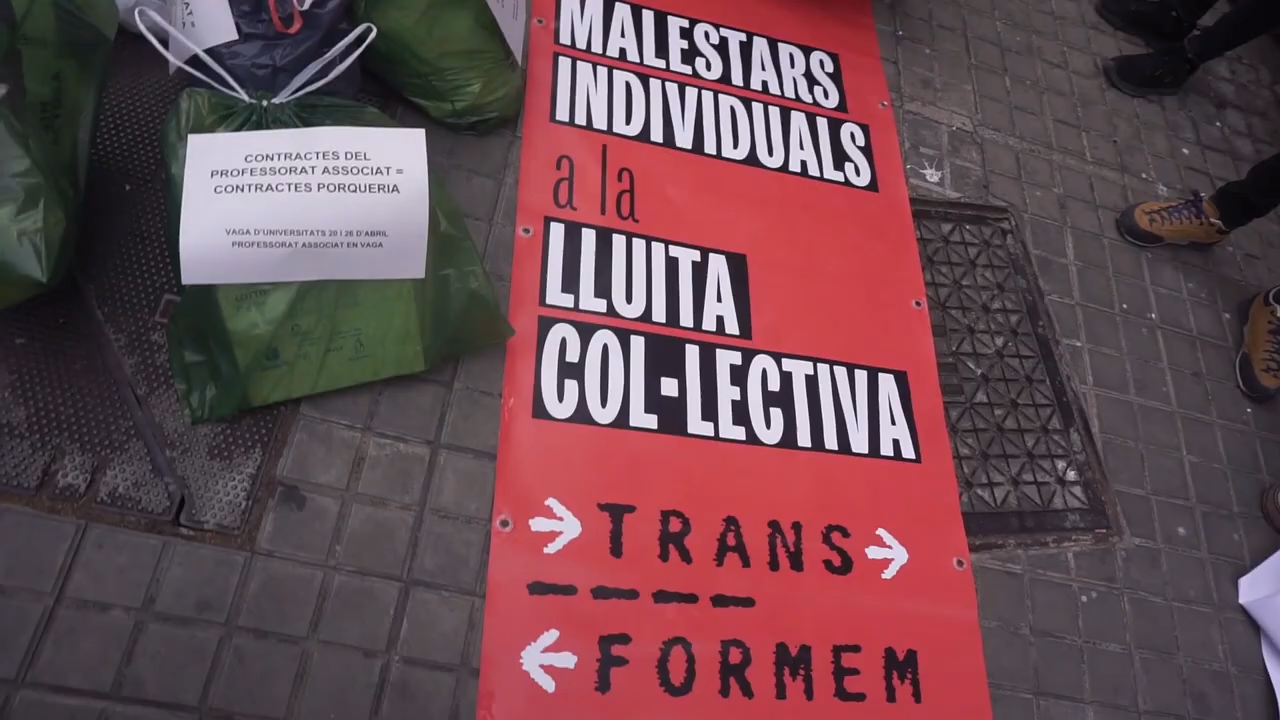 CONTRACTES DEL
PROFESSORAT ASSOCIAT =
CONTRACTES PORQUERIA
VAGA D'UNIVERSITATS 20 I 26 D'ABRIL
PROFESSORAT ASSOCIAT EN VAGA
MALESTARS
INDIVIDUALS
a la
LLUITA
COL·LECTIVA
TRANS
FORMEM